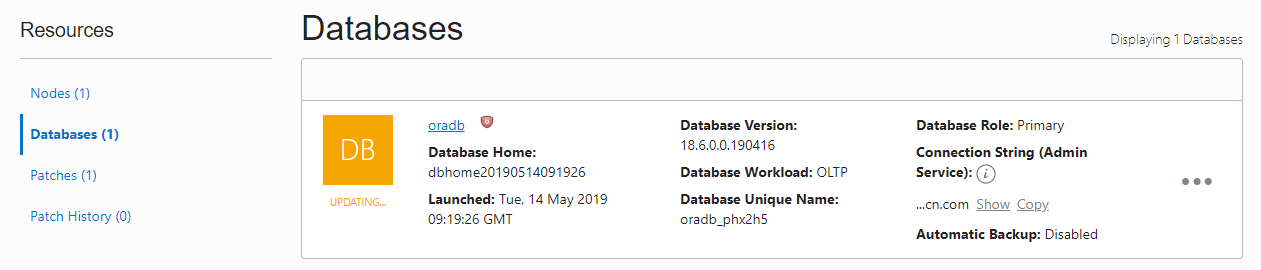 Resources
Nodes (1)
Databases (1)
Patches (1)
Patch History (0)
Databases
Displaying 1 Databases
DB
UPDATING...
oradb
Database Home:
dbhome20190514091926
Launched: Tue, 14 May 2019
09:19:26 GMT
Database Version:
18.6.0.0.190416
Database Workload: OLTP
Database Unique Name:
oradb_phx2h5
Database Role: Primary
Connection String (Admin
Service): i
...cn.com Show Copy
Automatic Backup: Disabled